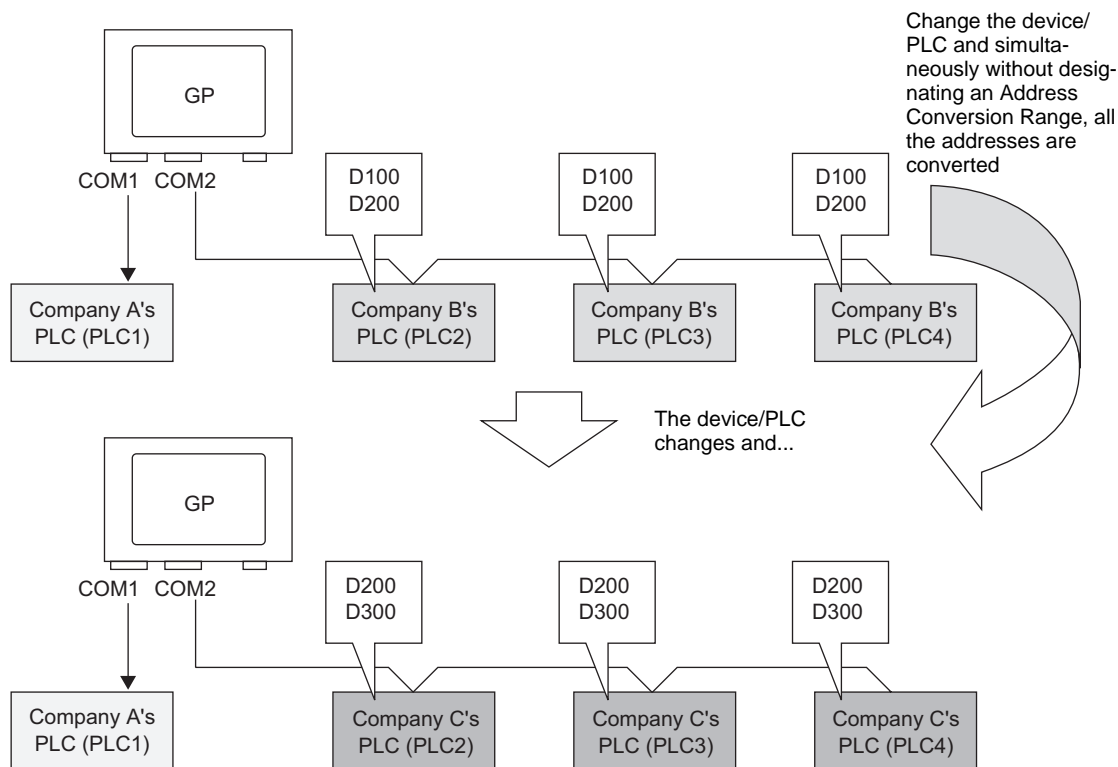 Change the device/
PLC and simulta-
neously without desig-
nating an Address
Conversion Range, all
the addresses are
converted
GP
COM1 COM2
D100
D200
D100
D200
D100
D200
Company A's
PLC (PLC1)
Company B's
PLC (PLC2)
Company B's
PLC (PLC3)
Company B's
PLC (PLC4)
The device/PLC
changes and...
GP
COM1 COM2
D200
D300
D200
D300
D200
D300
Company A's
PLC (PLC1)
Company C's
PLC (PLC2)
Company C's
PLC (PLC3)
Company C's
PLC (PLC4)